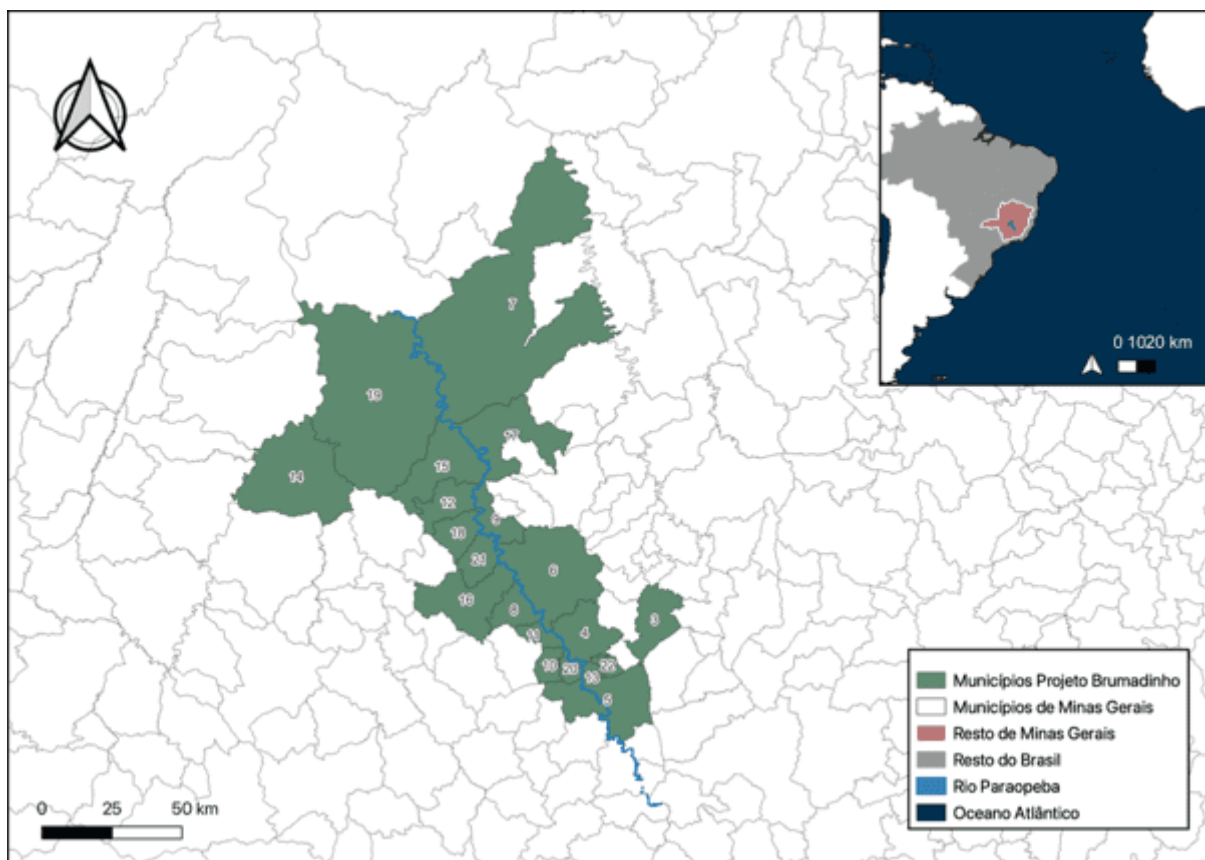 0 1020 km
7
19
17
15
14
12
9
18
21
6
16
8
3
11
4
10
20
22
13
5
Municípios Projeto Brumadinho
Municípios de Minas Gerais
Resto de Minas Gerais
Resto do Brasil
Rio Paraopeba
Oceano Atlântico
0 25 50 km